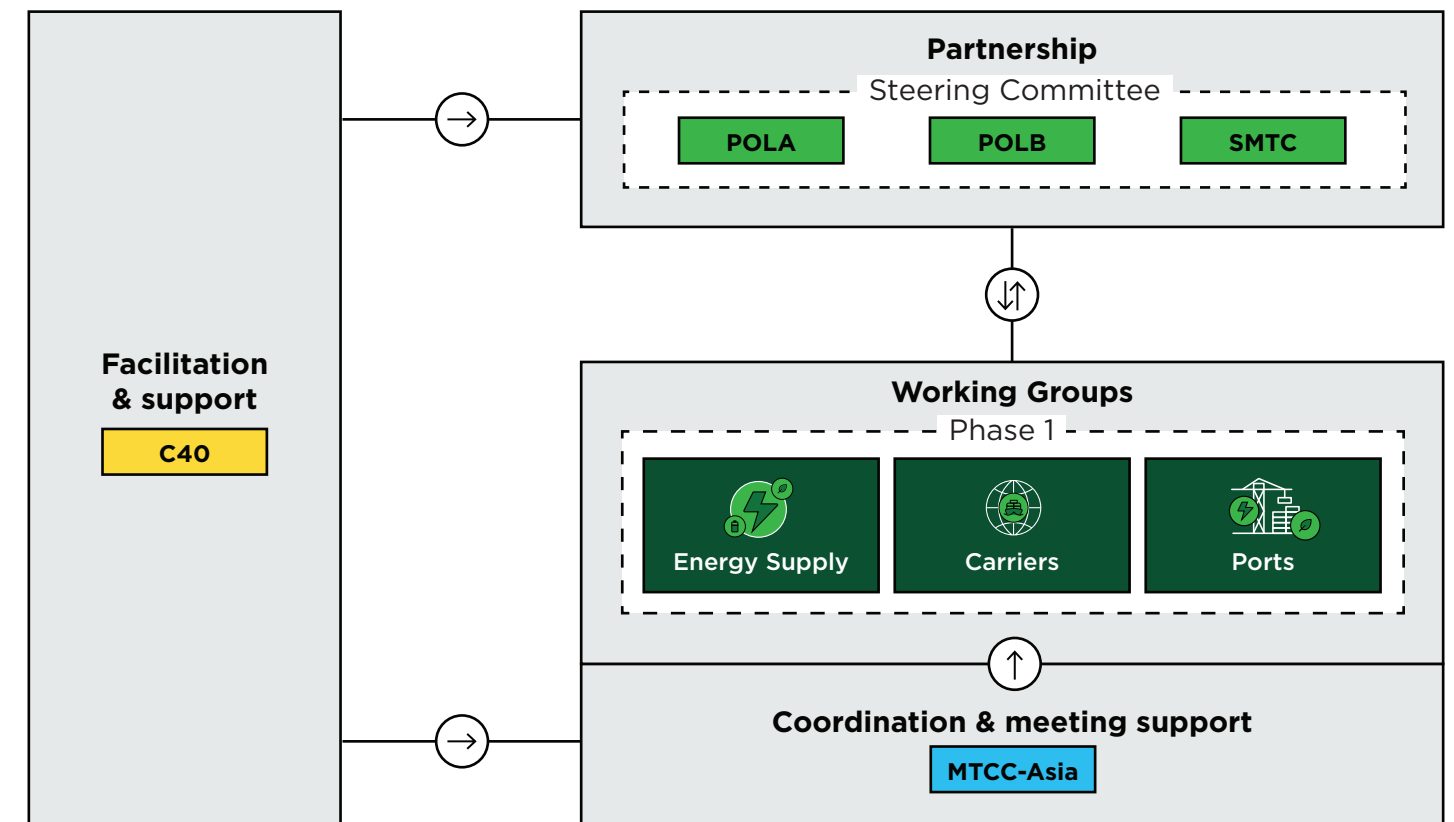 Facilitation
& support
C40
Partnership
Steering Committee
POLA
POLB
SMTC
Working Groups
Phase 1
Energy Supply
Carriers
Ports
Coordination & meeting support
MTCC-Asia